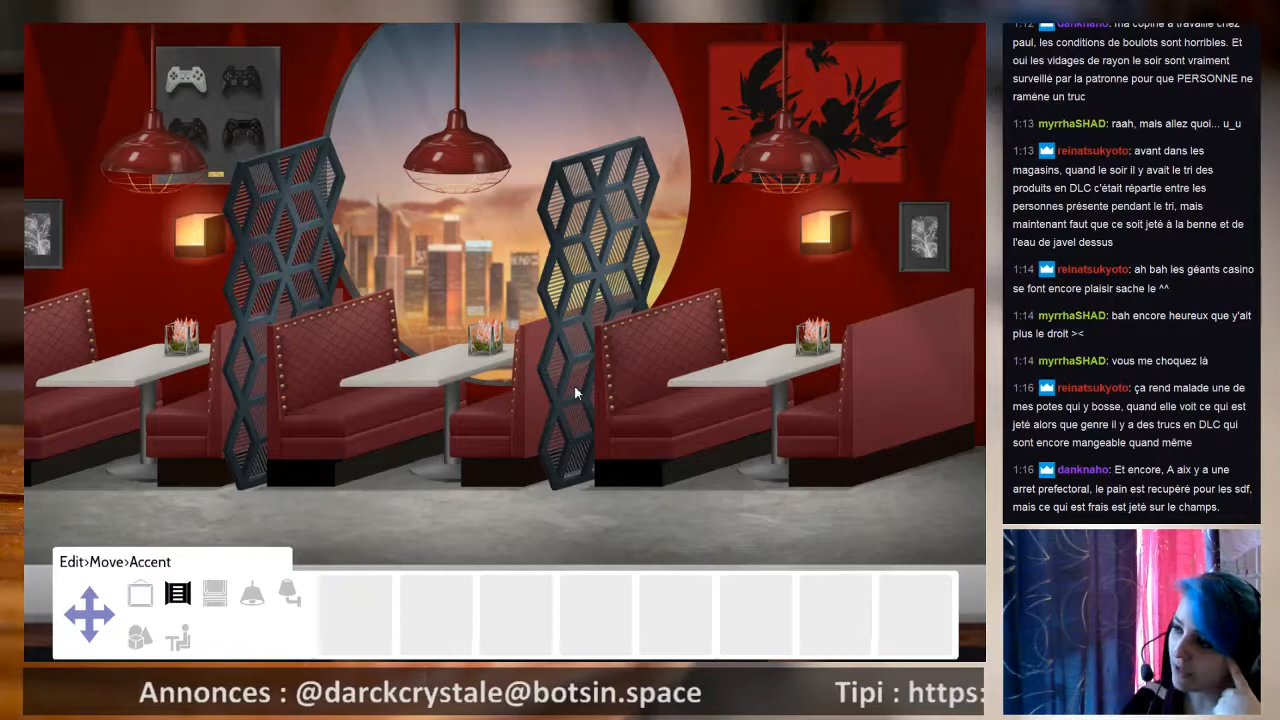 1:12 danknaho: ma copine a travaillé chez
paul, les conditions de boulots sont horribles. Et
oui les vidages de rayon le soir sont vraiment
surveillé par la patronne pour que PERSONNE ne
ramène un truc
1:13 myrrhaSHAD: raah, mais allez quoi... u_u
1:13 reinatsukyoto: avant dans les
magasins, quand le soir il y avait le tri des
produits en DLC c'était répartie entre les
personnes présente pendant le tri, mais
maintenant faut que ce soit jeté à la benne et de
l'eau de javel dessus
1:14 reinatsukyoto: ah bah les géants casino
se font encore plaisir sache le ^^
1:14 myrrhaSHAD: bah encore heureux que y'ait
plus le droit ><
1:14 myrrhaSHAD: vous me choquez là
1:16 reinatsukyoto: ça rend malade une de
mes potes qui y bosse, quand elle voit ce qui est
jeté alors que genre il y a des trucs en DLC qui
sont encore mangeable quand même
1:16 danknaho: Et encore, A aix y a une
arret prefectoral, le pain est recupéré pour les sdf,
mais ce qui est frais est jeté sur le champs.
Edit›Move›Accent
Annonces : @darckcrystale@botsin.space Tipi : https: